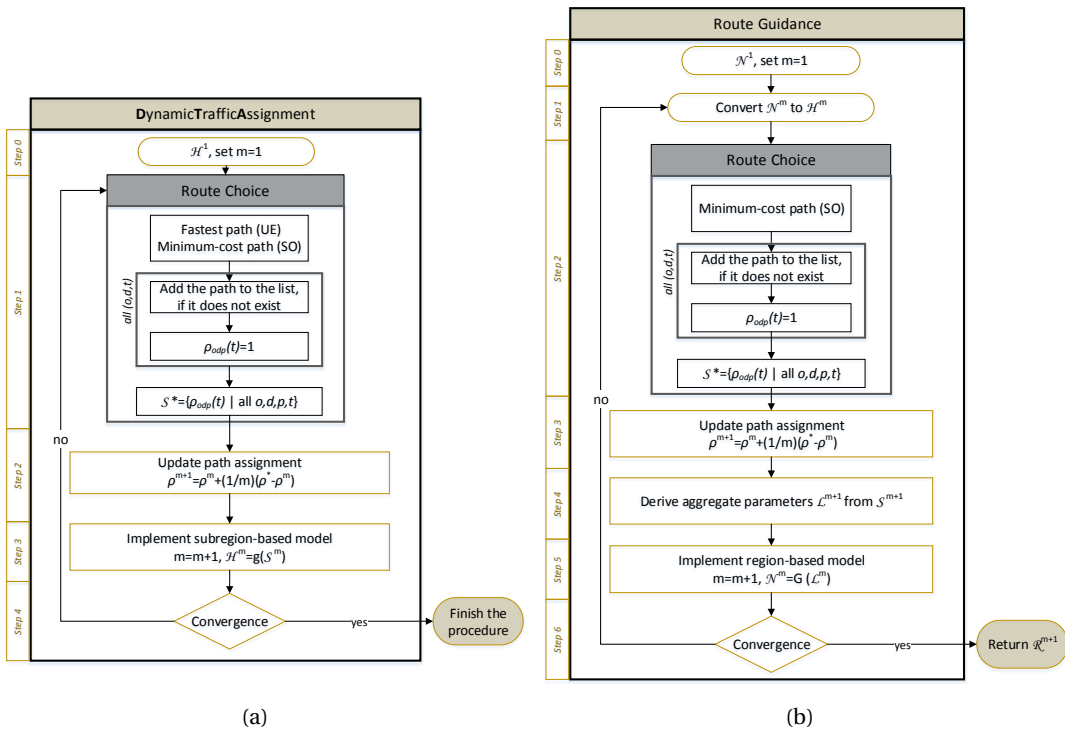 DynamicTrafficAssignment
Step 0
ℋ¹, set m=1
Step 1
Route Choice
Fastest path (UE)
Minimum-cost path (SO)
all (o,d,t)
Add the path to the list,
if it does not exist
ρodp(t)=1
𝒮*={ρodp(t) | all o,d,p,t}
no
Step 2
Update path assignment
ρᵐ⁺¹=ρᵐ+(1/m)(ρ*-ρᵐ)
Step 3
Implement subregion-based model
m=m+1, ℋᵐ=g(𝒮ᵐ)
Step 4
Convergence
yes
Finish the
procedure
(a)
Route Guidance
Step 0
𝒩¹, set m=1
Step 1
Convert 𝒩ᵐ to ℋᵐ
Step 2
Route Choice
Minimum-cost path (SO)
all (o,d,t)
Add the path to the list,
if it does not exist
ρodp(t)=1
𝒮*={ρodp(t) | all o,d,p,t}
no
Step 3
Update path assignment
ρᵐ⁺¹=ρᵐ+(1/m)(ρ*-ρᵐ)
Step 4
Derive aggregate parameters ℒᵐ⁺¹ from 𝒮ᵐ⁺¹
Step 5
Implement region-based model
m=m+1, 𝒩ᵐ=G (ℒᵐ)
Step 6
Convergence
yes
Return ℛᵐ⁺¹
(b)